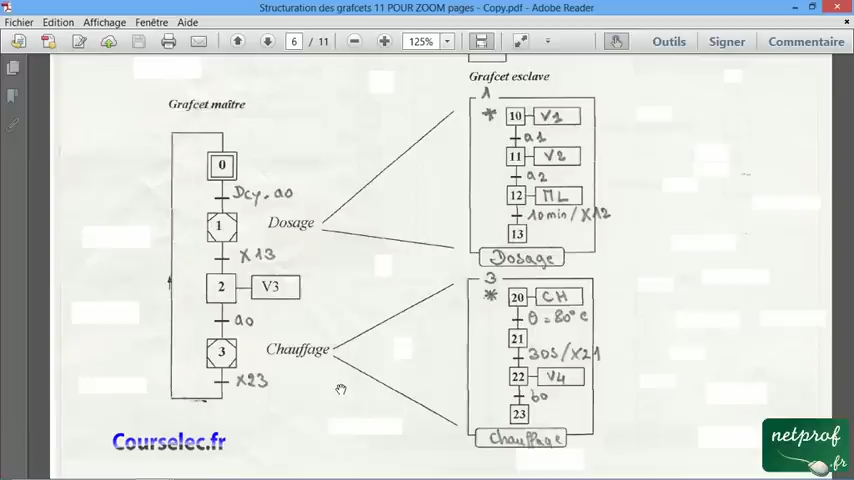 Structuration des grafcets 11 POUR ZOOM pages - Copy.pdf - Adobe Reader
Fichier Edition Affichage Fenêtre Aide
6 / 11 125% Outils Signer Commentaire
Grafcet esclave
Grafcet maître
0
Dcy. a0
1 Dosage
X13
2 V3
a0
3 Chauffage
X23
1
* 10 V1
a1
11 V2
a2
12 ML
10min/X12
13
Dosage
3
* 20 CH
θ = 80°C
21
30S/X21
22 V4
b0
23
Chauffage
Courselec.fr
netprof
.fr